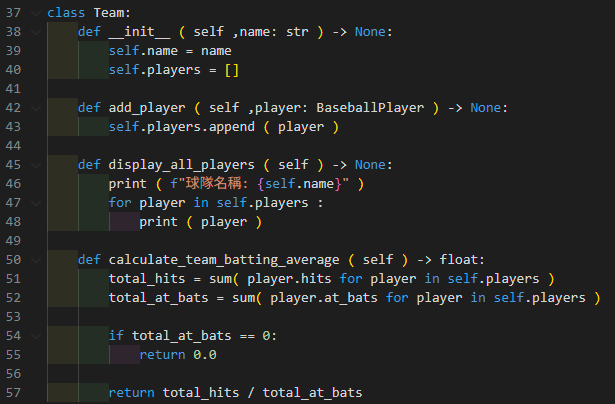 37 class Team:
38     def __init__ ( self ,name: str ) -> None:
39         self.name = name
40         self.players = []
41
42     def add_player ( self ,player: BaseballPlayer ) -> None:
43         self.players.append ( player )
44
45     def display_all_players ( self ) -> None:
46         print ( f"球隊名稱: {self.name}" )
47         for player in self.players :
48             print ( player )
49
50     def calculate_team_batting_average ( self ) -> float:
51         total_hits = sum( player.hits for player in self.players )
52         total_at_bats = sum( player.at_bats for player in self.players )
53
54         if total_at_bats == 0:
55             return 0.0
56
57         return total_hits / total_at_bats